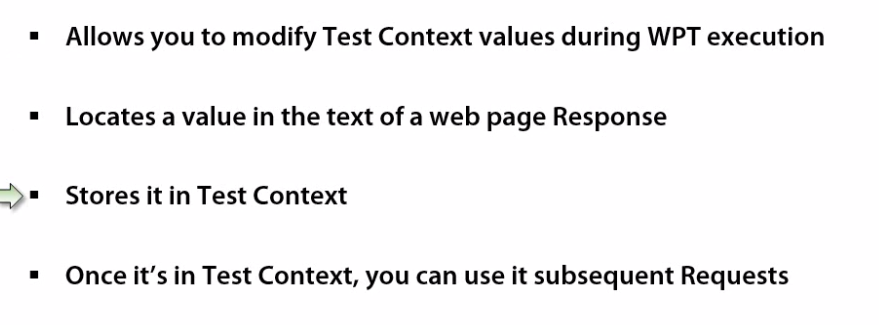 ▪ Allows you to modify Test Context values during WPT execution
▪ Locates a value in the text of a web page Response
▪ Stores it in Test Context
▪ Once it's in Test Context, you can use it subsequent Requests